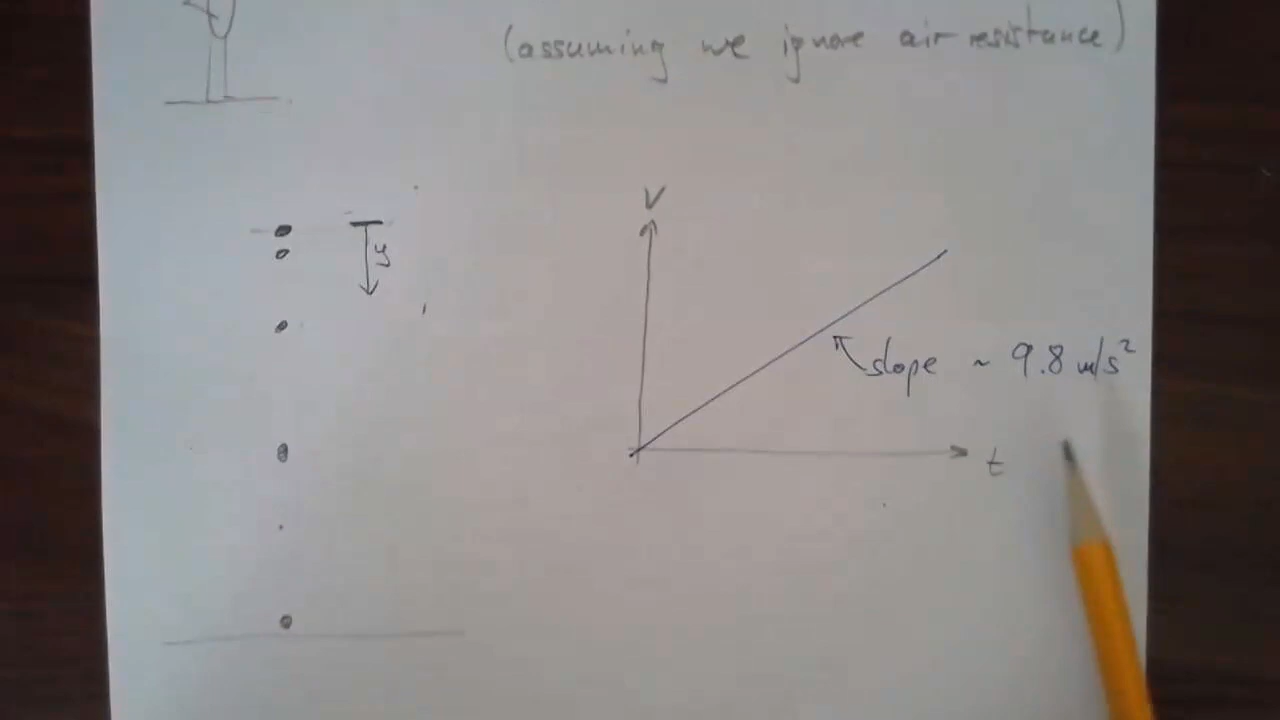 (assuming we ignore air resistance)
V
y
slope ~ 9.8 m/s²
t